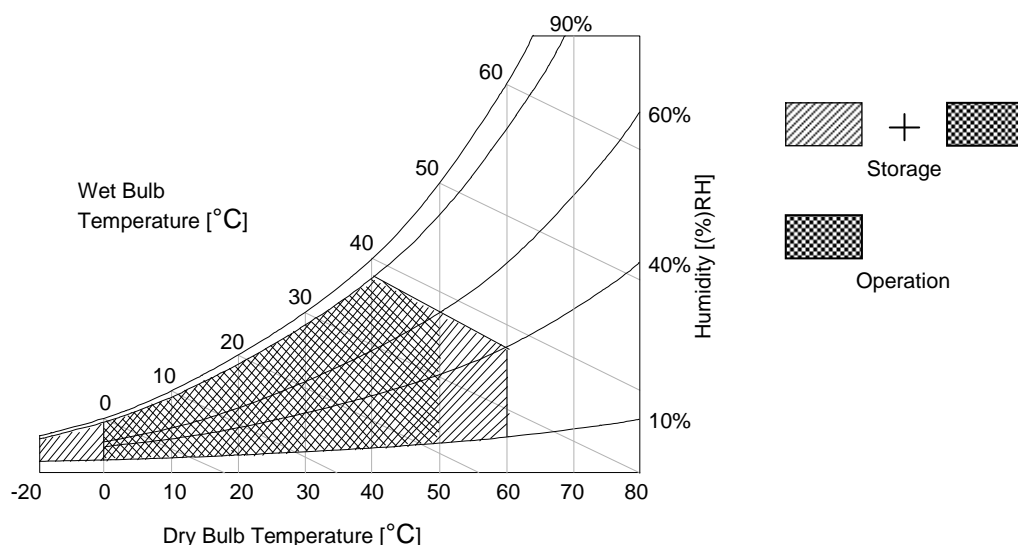 90%
60
60%
50
Wet Bulb
Temperature [°C]
Humidity [(%)RH]
Storage
40
40%
Operation
30
20
10
0
10%
-20 0 10 20 30 40 50 60 70 80
Dry Bulb Temperature [°C]